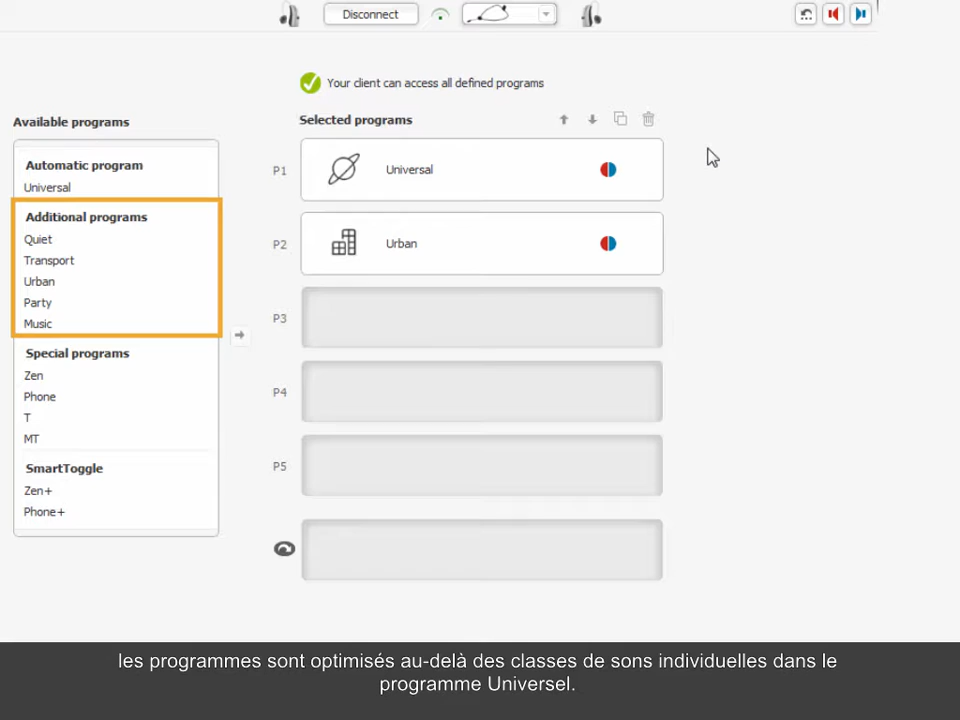 Disconnect
Your client can access all defined programs
Available programs
Automatic program
Universal
Additional programs
Quiet
Transport
Urban
Party
Music
Special programs
Zen
Phone
T
MT
SmartToggle
Zen+
Phone+
Selected programs
P1
Universal
P2
Urban
P3
P4
P5
les programmes sont optimisés au-delà des classes de sons individuelles dans le
programme Universel.